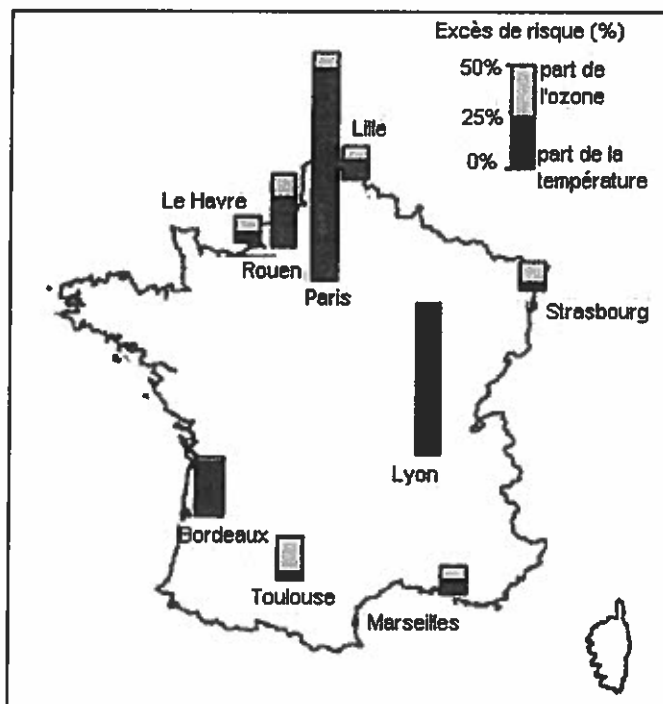 Excès de risque (%)
50%
part de
l'ozone
25%
0%
part de la
température
Lille
Le Havre
Rouen
Paris
Strasbourg
Lyon
Bordeaux
Toulouse
Marseilles